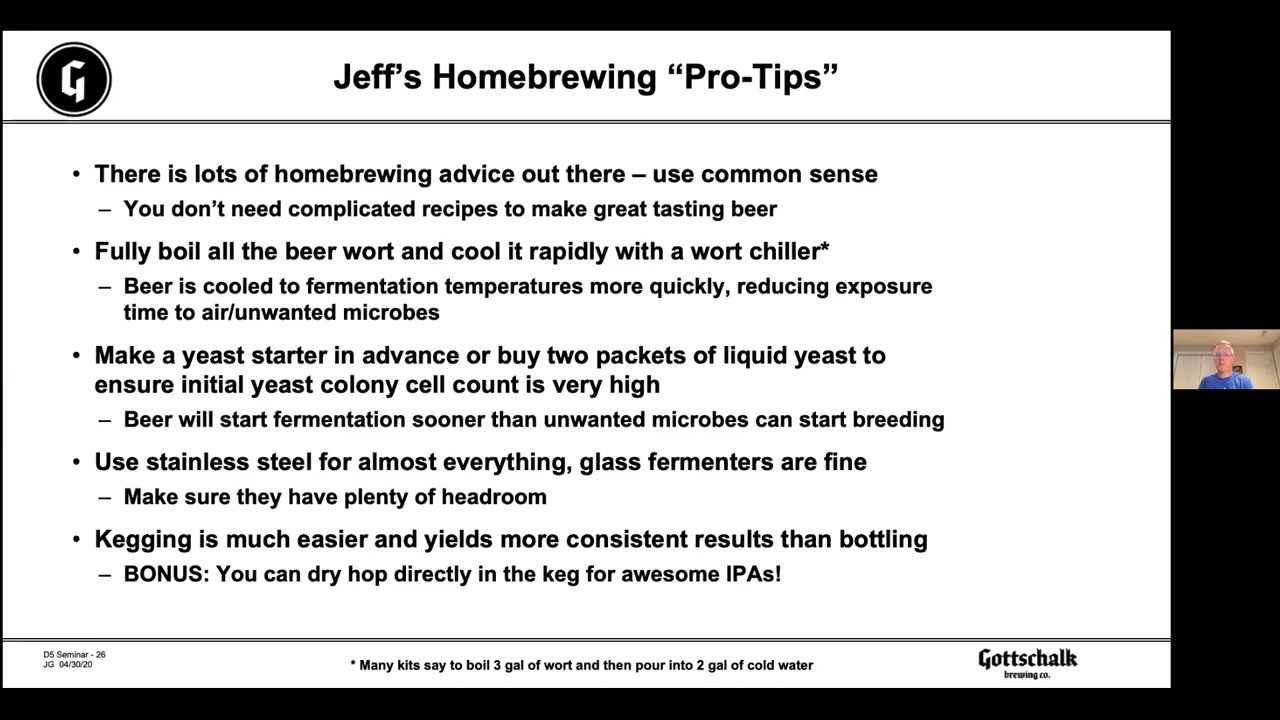 G
Jeff’s Homebrewing “Pro-Tips”
• There is lots of homebrewing advice out there – use common sense
– You don’t need complicated recipes to make great tasting beer
• Fully boil all the beer wort and cool it rapidly with a wort chiller*
– Beer is cooled to fermentation temperatures more quickly, reducing exposure
time to air/unwanted microbes
• Make a yeast starter in advance or buy two packets of liquid yeast to
ensure initial yeast colony cell count is very high
– Beer will start fermentation sooner than unwanted microbes can start breeding
• Use stainless steel for almost everything, glass fermenters are fine
– Make sure they have plenty of headroom
• Kegging is much easier and yields more consistent results than bottling
– BONUS: You can dry hop directly in the keg for awesome IPAs!
D5 Seminar - 26
JG 04/30/20
* Many kits say to boil 3 gal of wort and then pour into 2 gal of cold water
Gottschalk
brewing co.